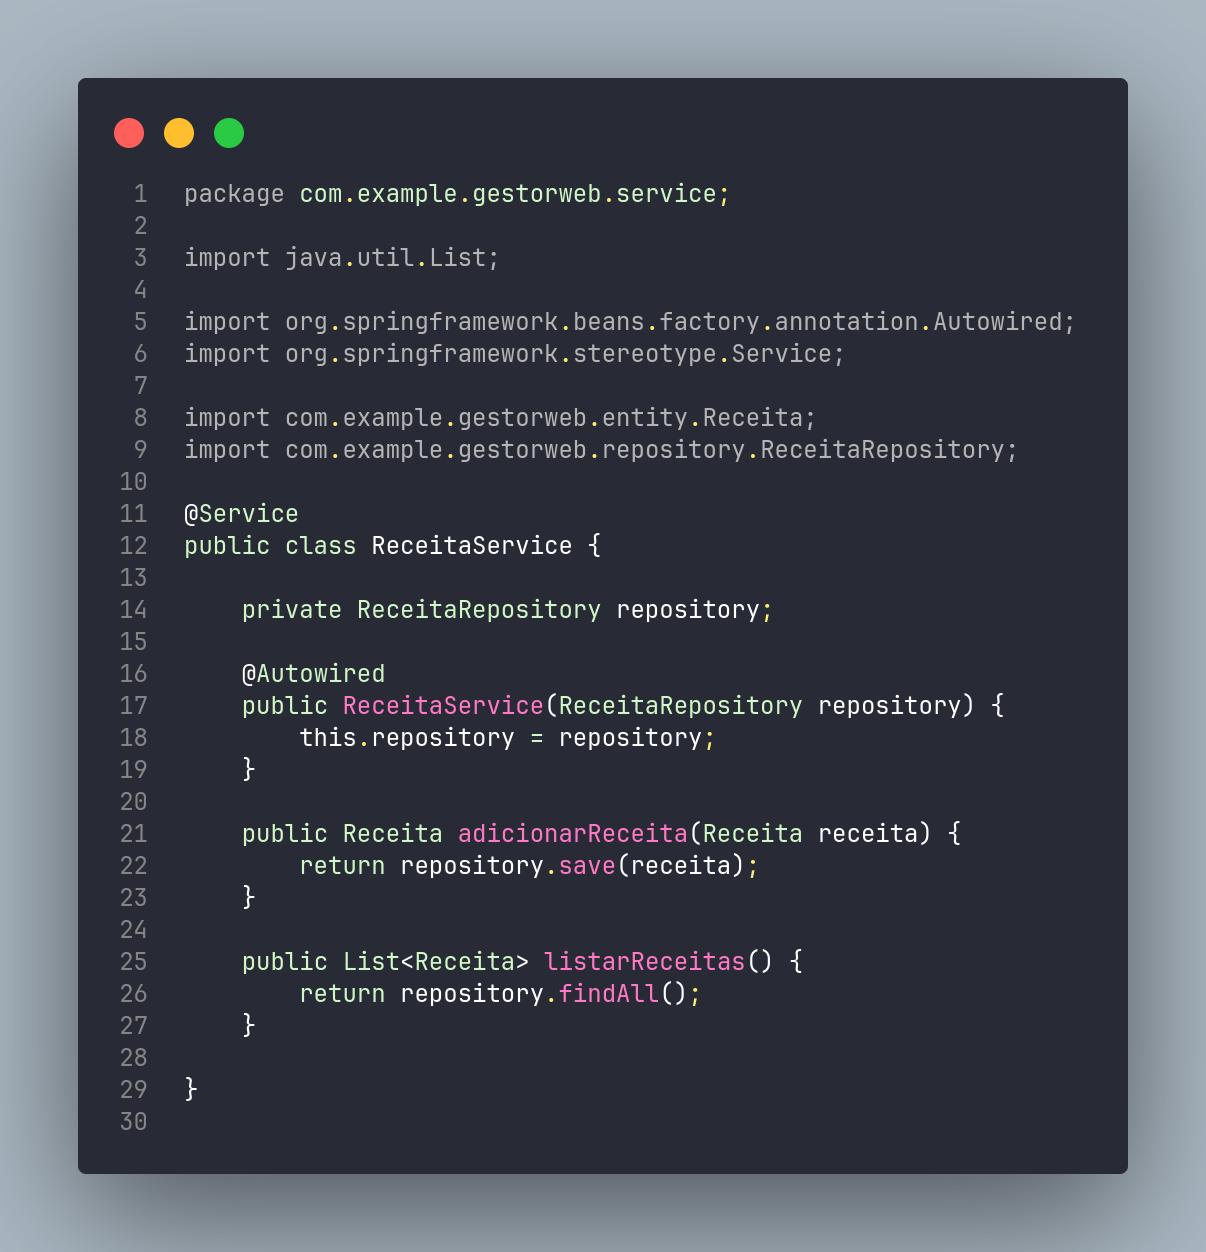 1 package com.example.gestorweb.service;
2
3 import java.util.List;
4
5 import org.springframework.beans.factory.annotation.Autowired;
6 import org.springframework.stereotype.Service;
7
8 import com.example.gestorweb.entity.Receita;
9 import com.example.gestorweb.repository.ReceitaRepository;
10
11 @Service
12 public class ReceitaService {
13
14     private ReceitaRepository repository;
15
16     @Autowired
17     public ReceitaService(ReceitaRepository repository) {
18         this.repository = repository;
19     }
20
21     public Receita adicionarReceita(Receita receita) {
22         return repository.save(receita);
23     }
24
25     public List<Receita> listarReceitas() {
26         return repository.findAll();
27     }
28
29 }
30